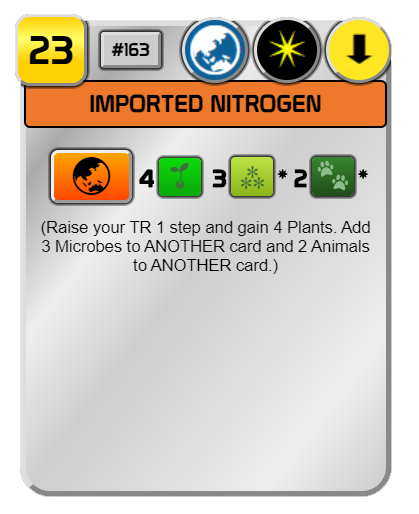 23
#163
IMPORTED NITROGEN
4 3 * 2 *
(Raise your TR 1 step and gain 4 Plants. Add
3 Microbes to ANOTHER card and 2 Animals
to ANOTHER card.)